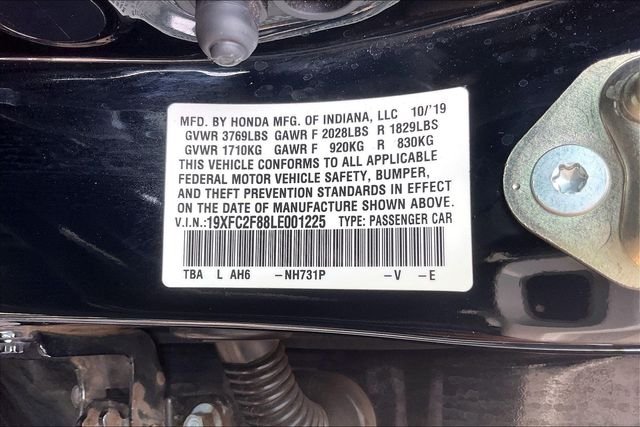 MFD. BY HONDA MFG. OF INDIANA, LLC 10/'19
GVWR 3769LBS GAWR F 2028LBS R 1829LBS
GVWR 1710KG GAWR F 920KG R 830KG
THIS VEHICLE CONFORMS TO ALL APPLICABLE
FEDERAL MOTOR VEHICLE SAFETY, BUMPER,
AND THEFT PREVENTION STANDARDS IN EFFECT
ON THE DATE OF MANUFACTURE SHOWN ABOVE.
V.I.N.:19XFC2F88LE001225 TYPE: PASSENGER CAR
TBA L AH6 -NH731P -V -E